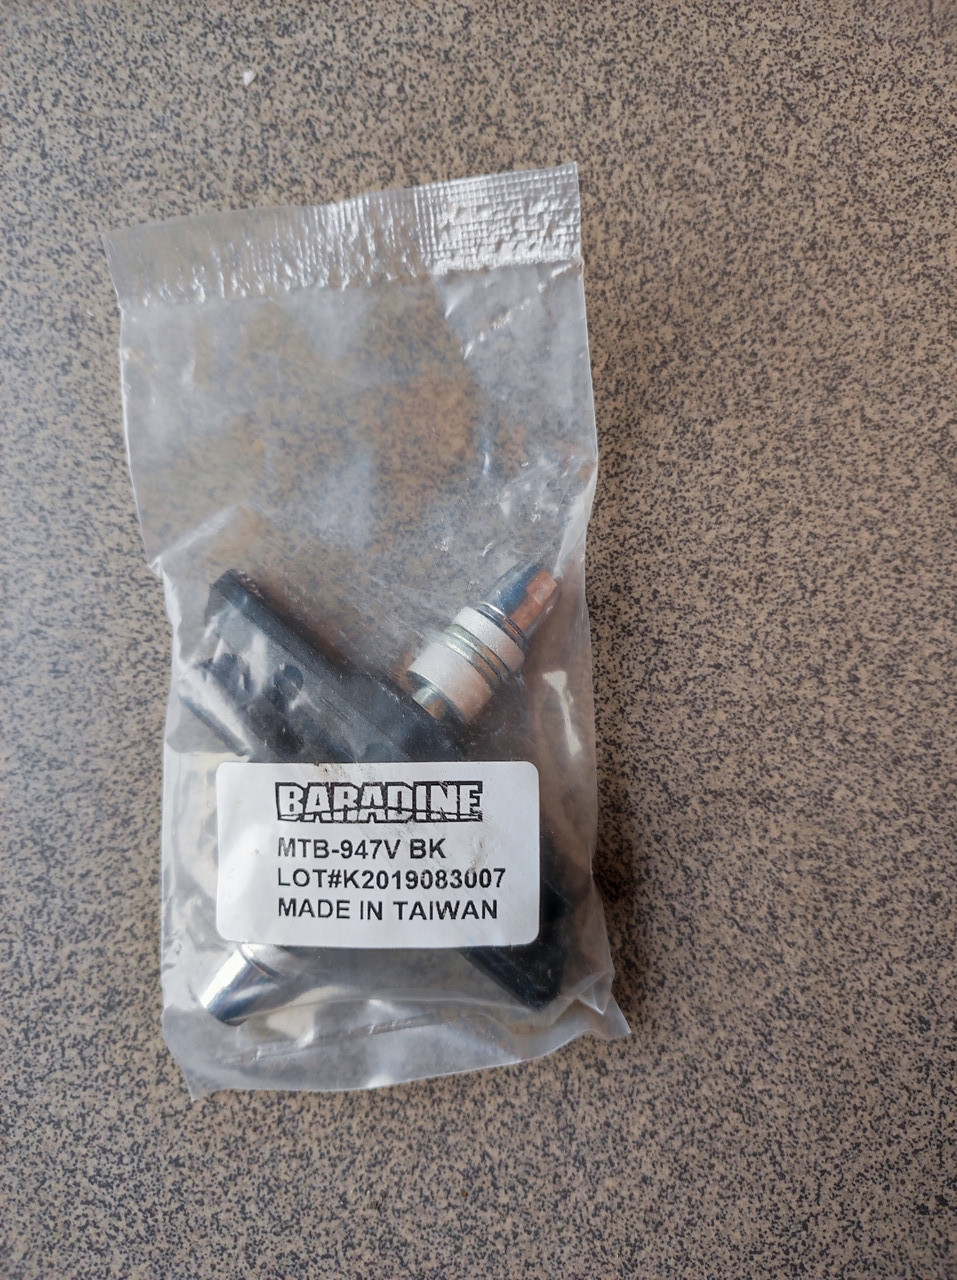 BARADINE
MTB-947V BK
LOT#K2019083007
MADE IN TAIWAN